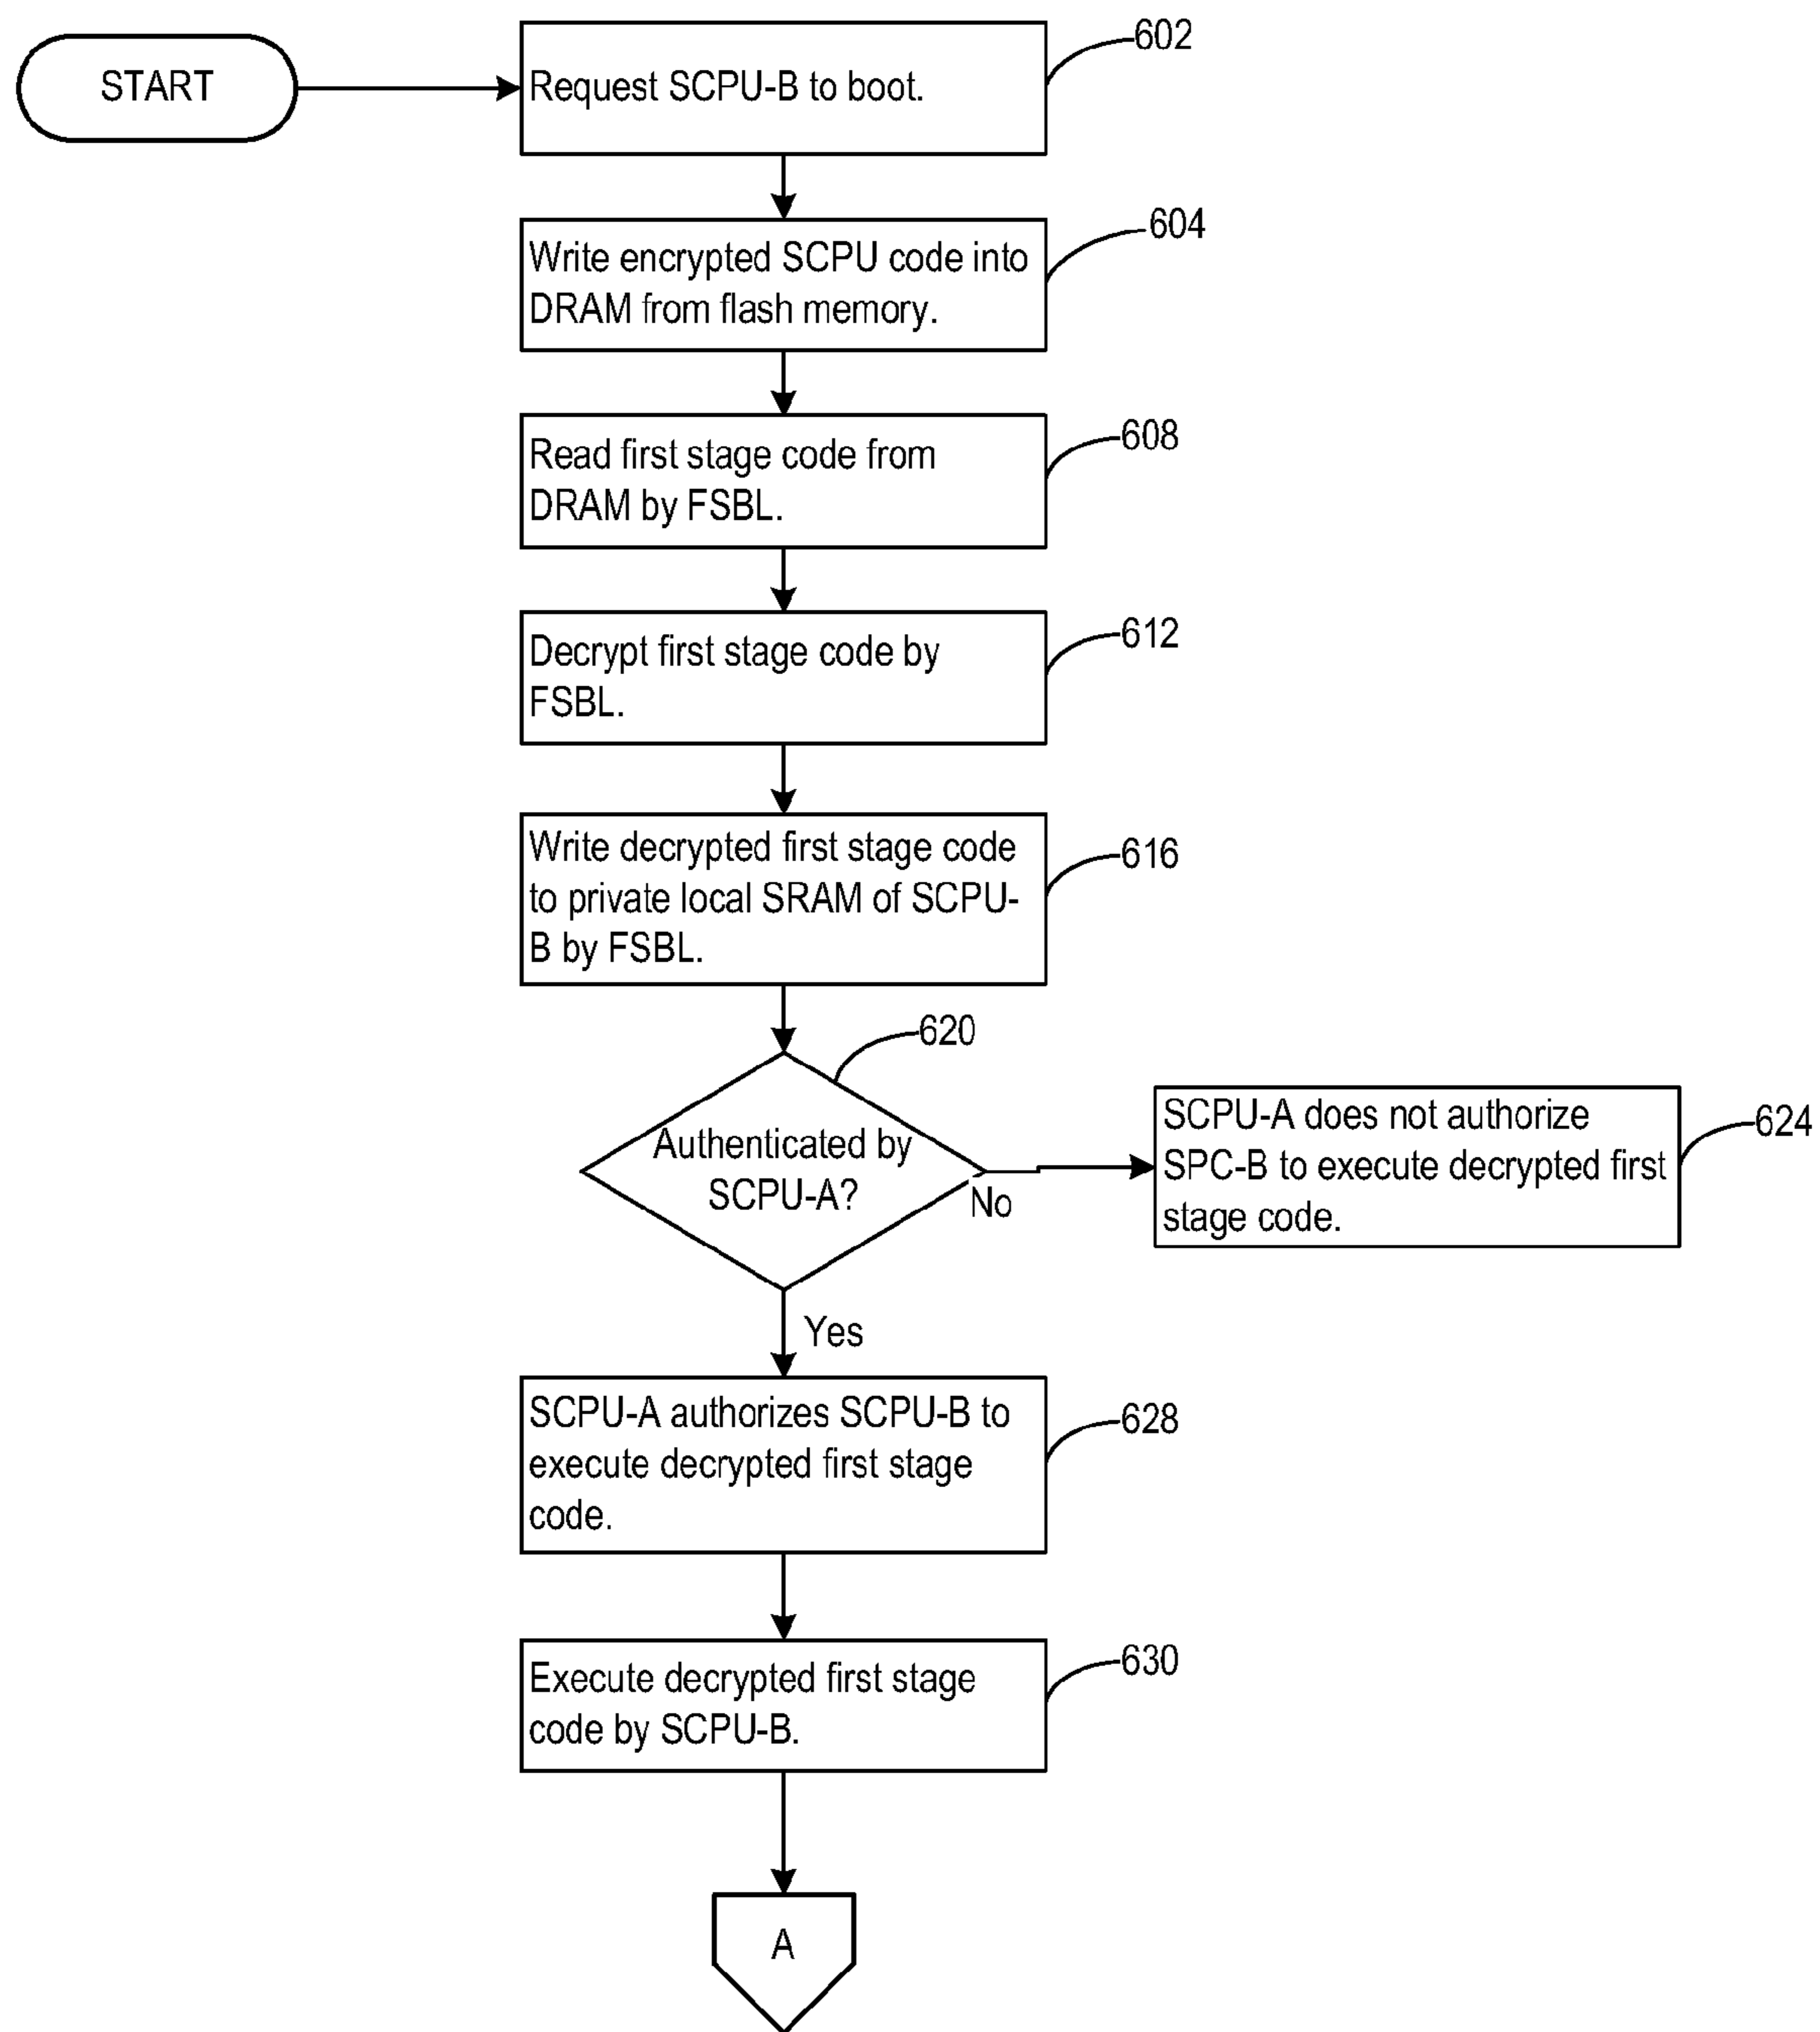 START
Request SCPU-B to boot.
602
Write encrypted SCPU code into
DRAM from flash memory.
604
Read first stage code from
DRAM by FSBL.
608
Decrypt first stage code by
FSBL.
612
Write decrypted first stage code
to private local SRAM of SCPU-
B by FSBL.
616
620
Authenticated by
SCPU-A?
No
SCPU-A does not authorize
SPC-B to execute decrypted first
stage code.
624
Yes
SCPU-A authorizes SCPU-B to
execute decrypted first stage
code.
628
Execute decrypted first stage
code by SCPU-B.
630
A